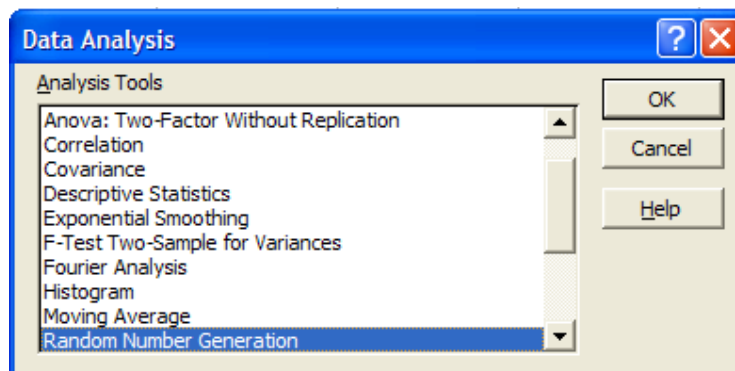 Data Analysis
Analysis Tools
Anova: Two-Factor Without Replication
Correlation
Covariance
Descriptive Statistics
Exponential Smoothing
F-Test Two-Sample for Variances
Fourier Analysis
Histogram
Moving Average
Random Number Generation
OK
Cancel
Help